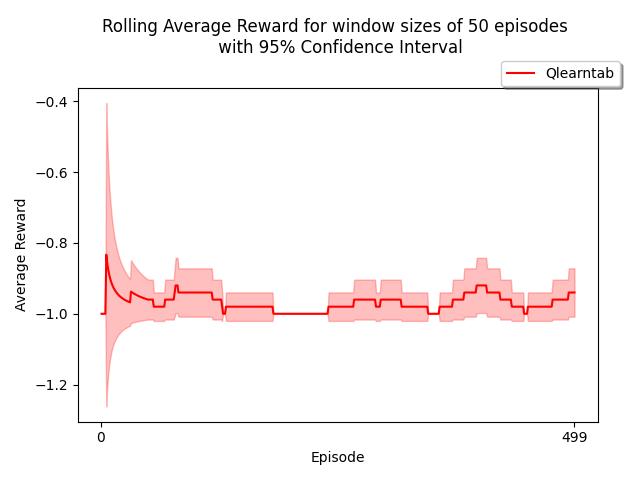 Rolling Average Reward for window sizes of 50 episodes
with 95% Confidence Interval
Qlearntab
−0.4
−0.6
−0.8
−1.0
−1.2
Average Reward
0
499
Episode